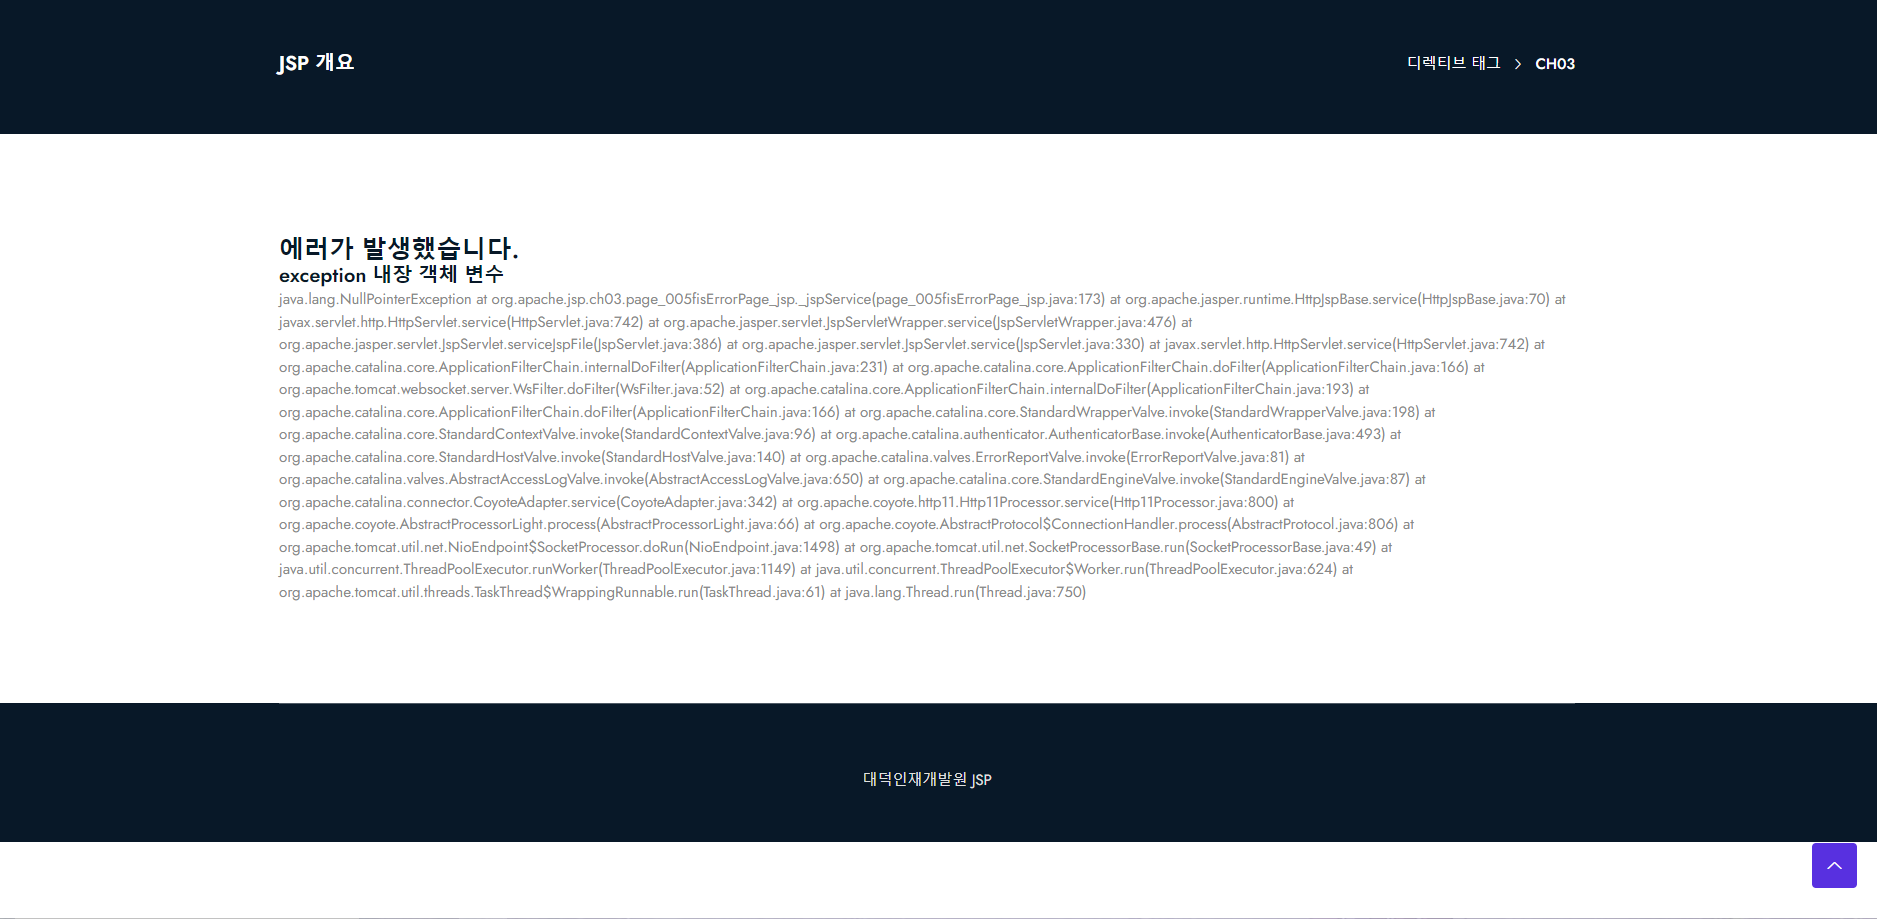 JSP 개요
디렉티브 태그 > CH03
에러가 발생했습니다.
exception 내장 객체 변수
java.lang.NullPointerException at org.apache.jsp.ch03.page_005fisErrorPage_jsp._jspService(page_005fisErrorPage_jsp.java:173) at org.apache.jasper.runtime.HttpJspBase.service(HttpJspBase.java:70) at
javax.servlet.http.HttpServlet.service(HttpServlet.java:742) at org.apache.jasper.servlet.JspServletWrapper.service(JspServletWrapper.java:476) at
org.apache.jasper.servlet.JspServlet.serviceJspFile(JspServlet.java:386) at org.apache.jasper.servlet.JspServlet.service(JspServlet.java:330) at javax.servlet.http.HttpServlet.service(HttpServlet.java:742) at
org.apache.catalina.core.ApplicationFilterChain.internalDoFilter(ApplicationFilterChain.java:231) at org.apache.catalina.core.ApplicationFilterChain.doFilter(ApplicationFilterChain.java:166) at
org.apache.tomcat.websocket.server.WsFilter.doFilter(WsFilter.java:52) at org.apache.catalina.core.ApplicationFilterChain.internalDoFilter(ApplicationFilterChain.java:193) at
org.apache.catalina.core.ApplicationFilterChain.doFilter(ApplicationFilterChain.java:166) at org.apache.catalina.core.StandardWrapperValve.invoke(StandardWrapperValve.java:198) at
org.apache.catalina.core.StandardContextValve.invoke(StandardContextValve.java:96) at org.apache.catalina.authenticator.AuthenticatorBase.invoke(AuthenticatorBase.java:493) at
org.apache.catalina.core.StandardHostValve.invoke(StandardHostValve.java:140) at org.apache.catalina.valves.ErrorReportValve.invoke(ErrorReportValve.java:81) at
org.apache.catalina.valves.AbstractAccessLogValve.invoke(AbstractAccessLogValve.java:650) at org.apache.catalina.core.StandardEngineValve.invoke(StandardEngineValve.java:87) at
org.apache.catalina.connector.CoyoteAdapter.service(CoyoteAdapter.java:342) at org.apache.coyote.http11.Http11Processor.service(Http11Processor.java:800) at
org.apache.coyote.AbstractProcessorLight.process(AbstractProcessorLight.java:66) at org.apache.coyote.AbstractProtocol$ConnectionHandler.process(AbstractProtocol.java:806) at
org.apache.tomcat.util.net.NioEndpoint$SocketProcessor.doRun(NioEndpoint.java:1498) at org.apache.tomcat.util.net.SocketProcessorBase.run(SocketProcessorBase.java:49) at
java.util.concurrent.ThreadPoolExecutor.runWorker(ThreadPoolExecutor.java:1149) at java.util.concurrent.ThreadPoolExecutor$Worker.run(ThreadPoolExecutor.java:624) at
org.apache.tomcat.util.threads.TaskThread$WrappingRunnable.run(TaskThread.java:61) at java.lang.Thread.run(Thread.java:750)
대덕인재개발원 JSP